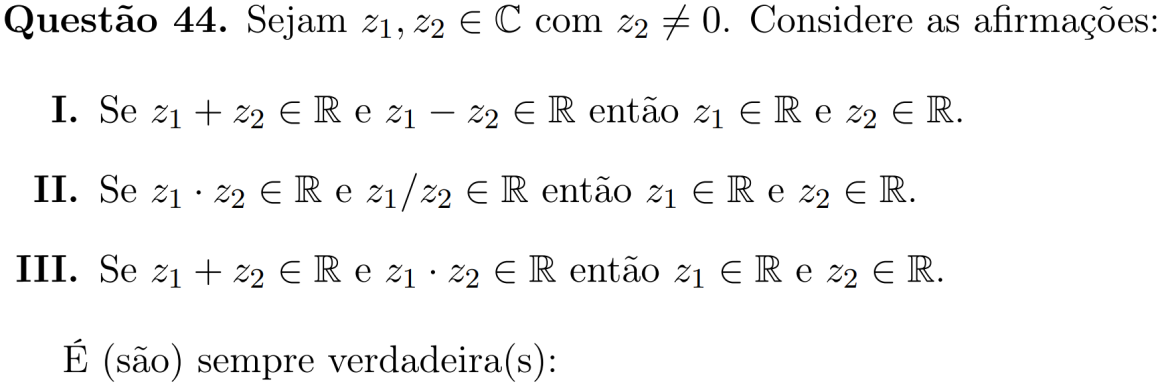 Questão 44. Sejam z₁, z₂ ∈ ℂ com z₂ ≠ 0. Considere as afirmações:
I. Se z₁ + z₂ ∈ ℝ e z₁ − z₂ ∈ ℝ então z₁ ∈ ℝ e z₂ ∈ ℝ.
II. Se z₁ · z₂ ∈ ℝ e z₁/z₂ ∈ ℝ então z₁ ∈ ℝ e z₂ ∈ ℝ.
III. Se z₁ + z₂ ∈ ℝ e z₁ · z₂ ∈ ℝ então z₁ ∈ ℝ e z₂ ∈ ℝ.
É (são) sempre verdadeira(s):